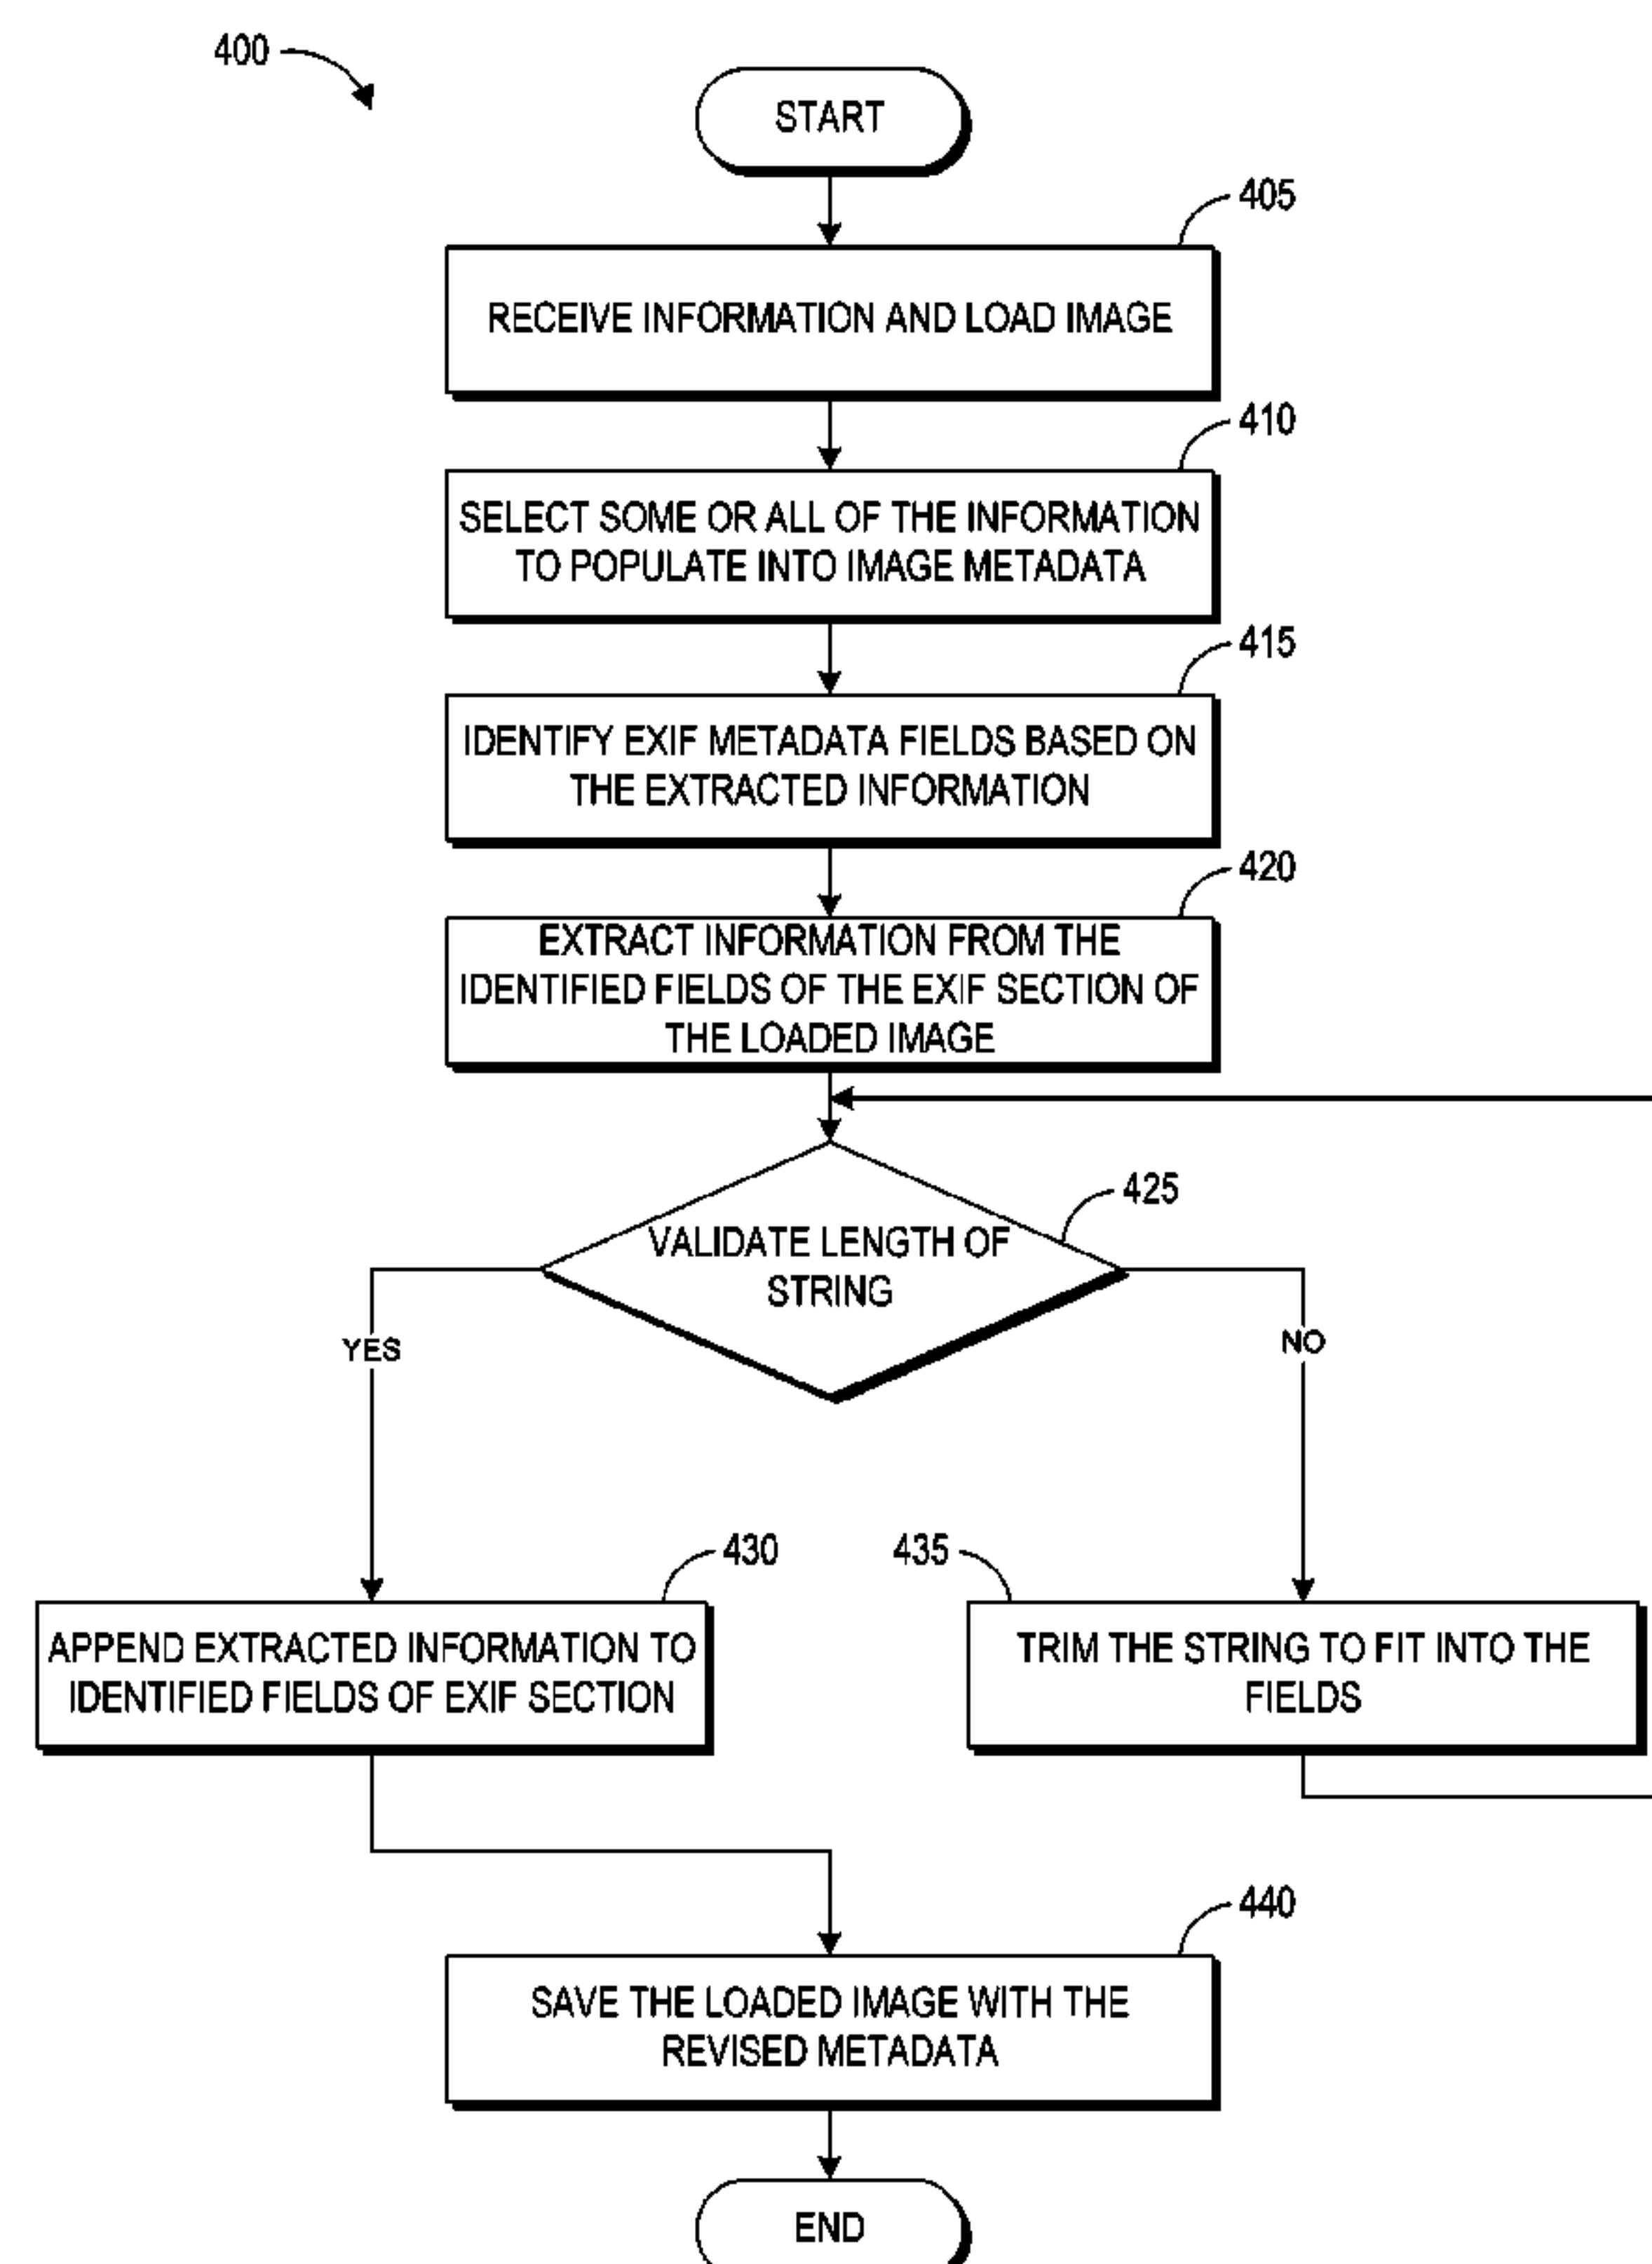 400
START
405
RECEIVE INFORMATION AND LOAD IMAGE
410
SELECT SOME OR ALL OF THE INFORMATION
TO POPULATE INTO IMAGE METADATA
415
IDENTIFY EXIF METADATA FIELDS BASED ON
THE EXTRACTED INFORMATION
420
EXTRACT INFORMATION FROM THE
IDENTIFIED FIELDS OF THE EXIF SECTION OF
THE LOADED IMAGE
425
VALIDATE LENGTH OF
STRING
YES
NO
430
APPEND EXTRACTED INFORMATION TO
IDENTIFIED FIELDS OF EXIF SECTION
435
TRIM THE STRING TO FIT INTO THE
FIELDS
440
SAVE THE LOADED IMAGE WITH THE
REVISED METADATA
END